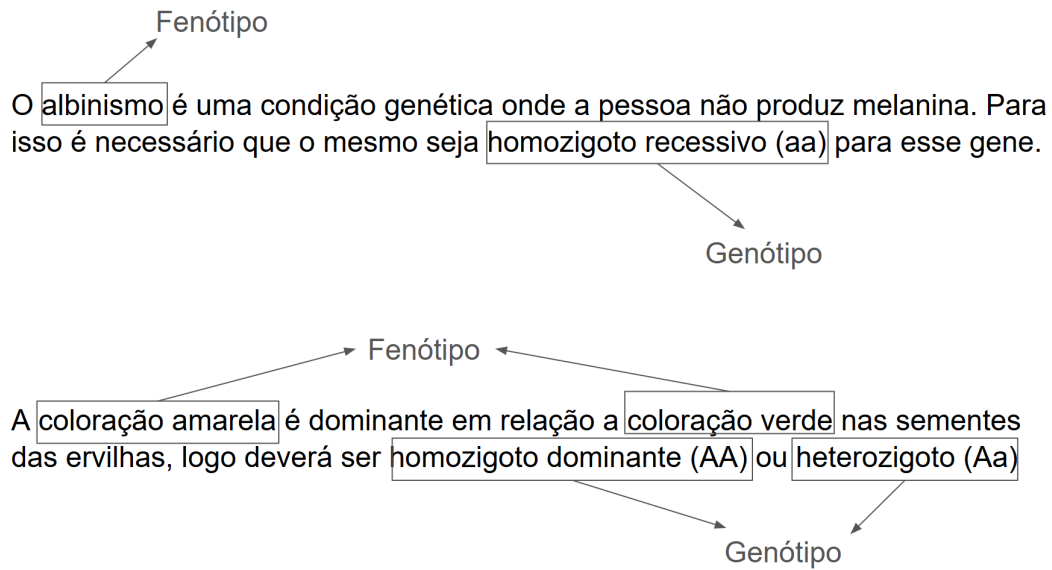 Fenótipo
O albinismo é uma condição genética onde a pessoa não produz melanina. Para
isso é necessário que o mesmo seja homozigoto recessivo (aa) para esse gene.
Genótipo
Fenótipo
A coloração amarela é dominante em relação a coloração verde nas sementes
das ervilhas, logo deverá ser homozigoto dominante (AA) ou heterozigoto (Aa)
Genótipo